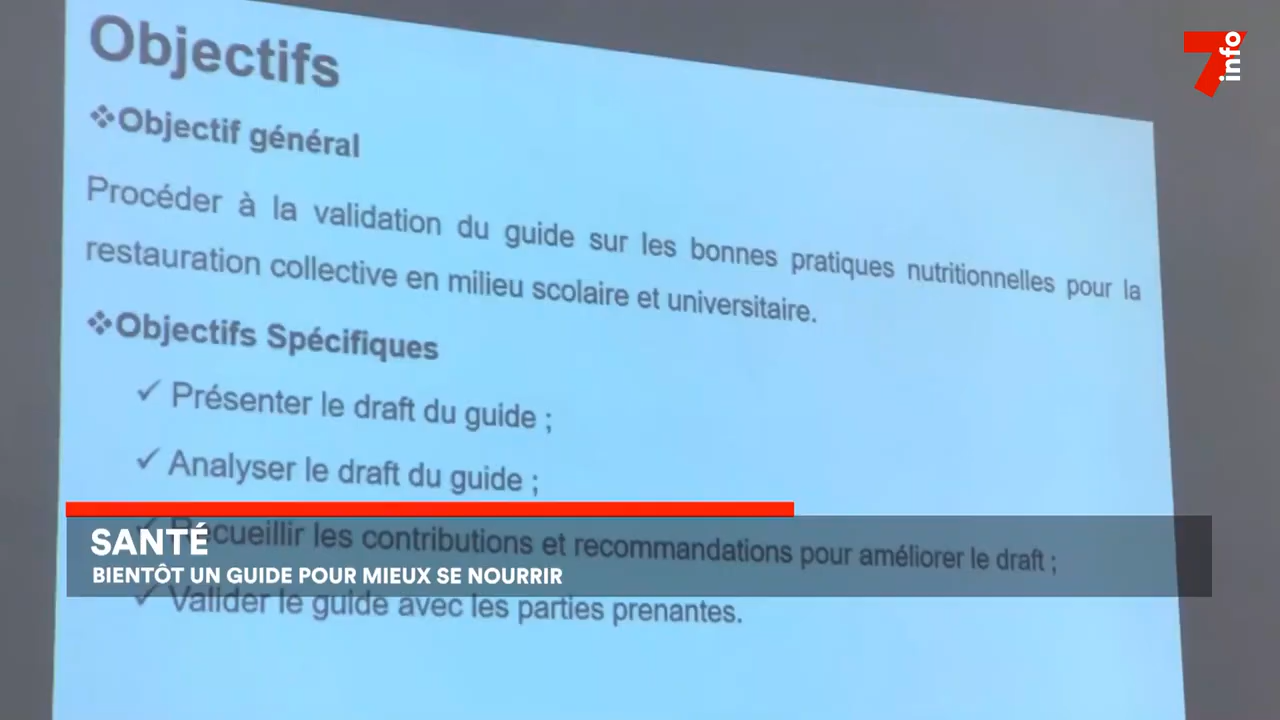 Objectifs
7info
❖Objectif général
Procéder à la validation du guide sur les bonnes pratiques nutritionnelles pour la
restauration collective en milieu scolaire et universitaire.
❖Objectifs Spécifiques
✓ Présenter le draft du guide ;
✓ Analyser le draft du guide ;
✓ Recueillir les contributions et recommandations pour améliorer le draft ;
SANTÉ
BIENTÔT UN GUIDE POUR MIEUX SE NOURRIR
✓ Valider le guide avec les parties prenantes.